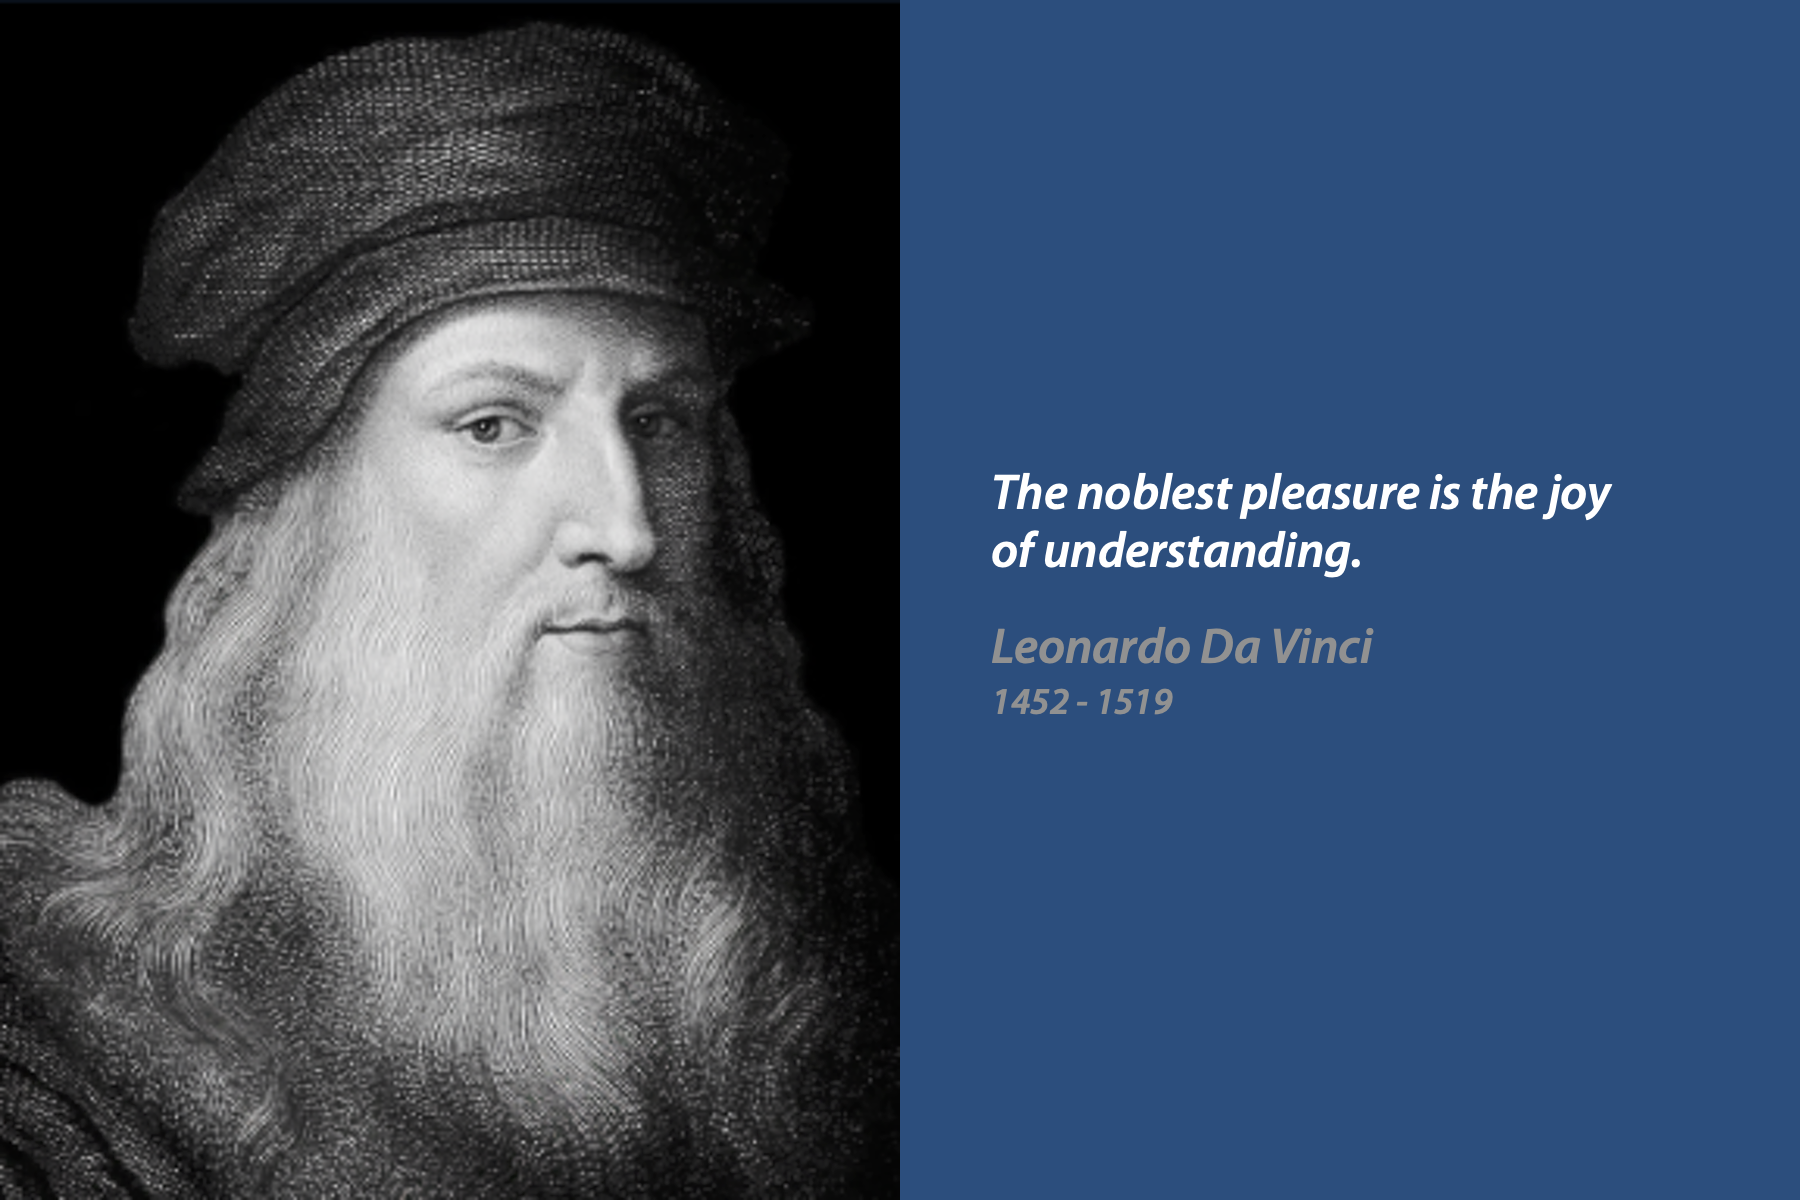 The noblest pleasure is the joy
of understanding.
Leonardo Da Vinci
1452 - 1519